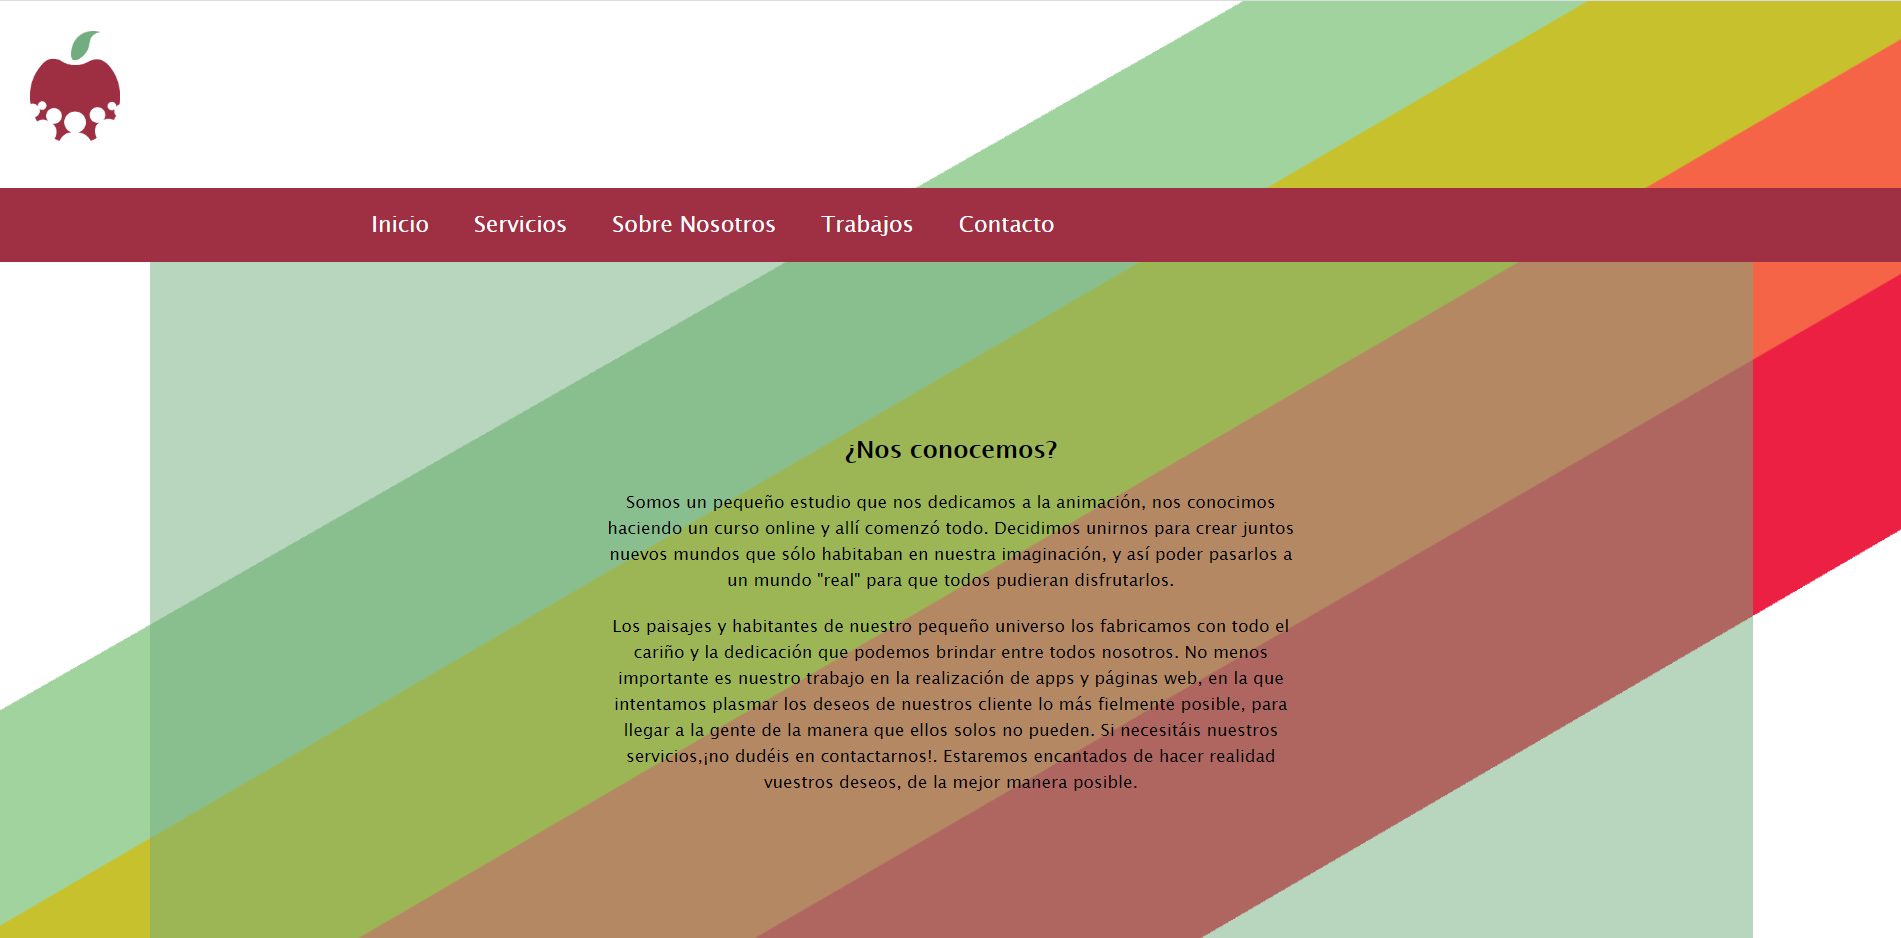 Inicio Servicios Sobre Nosotros Trabajos Contacto
¿Nos conocemos?
Somos un pequeño estudio que nos dedicamos a la animación, nos conocimos
haciendo un curso online y allí comenzó todo. Decidimos unirnos para crear juntos
nuevos mundos que sólo habitaban en nuestra imaginación, y así poder pasarlos a
un mundo "real" para que todos pudieran disfrutarlos.
Los paisajes y habitantes de nuestro pequeño universo los fabricamos con todo el
cariño y la dedicación que podemos brindar entre todos nosotros. No menos
importante es nuestro trabajo en la realización de apps y páginas web, en la que
intentamos plasmar los deseos de nuestros cliente lo más fielmente posible, para
llegar a la gente de la manera que ellos solos no pueden. Si necesitáis nuestros
servicios,¡no dudéis en contactarnos!. Estaremos encantados de hacer realidad
vuestros deseos, de la mejor manera posible.